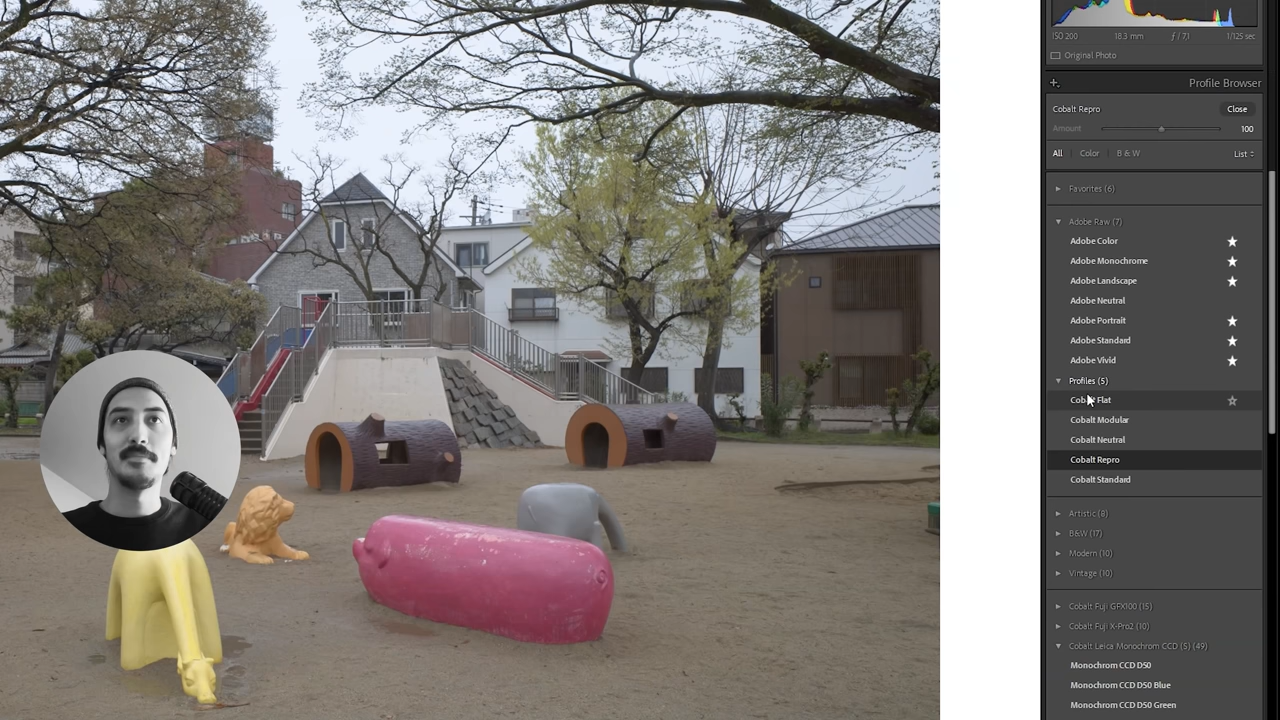 ISO 200 18.3 mm ƒ / 7.1 1/125 sec
Original Photo
Profile Browser
Cobalt Repro Close
Amount 100
All Color B & W List
Favorites (6)
Adobe Raw (7)
Adobe Color
Adobe Monochrome
Adobe Landscape
Adobe Neutral
Adobe Portrait
Adobe Standard
Adobe Vivid
Profiles (5)
Cobalt Flat
Cobalt Modular
Cobalt Neutral
Cobalt Repro
Cobalt Standard
Artistic (8)
B&W (17)
Modern (10)
Vintage (10)
Cobalt Fuji GFX100 (15)
Cobalt Fuji X-Pro2 (10)
Cobalt Leica Monochrom CCD (S) (49)
Monochrom CCD D50
Monochrom CCD D50 Blue
Monochrom CCD D50 Green